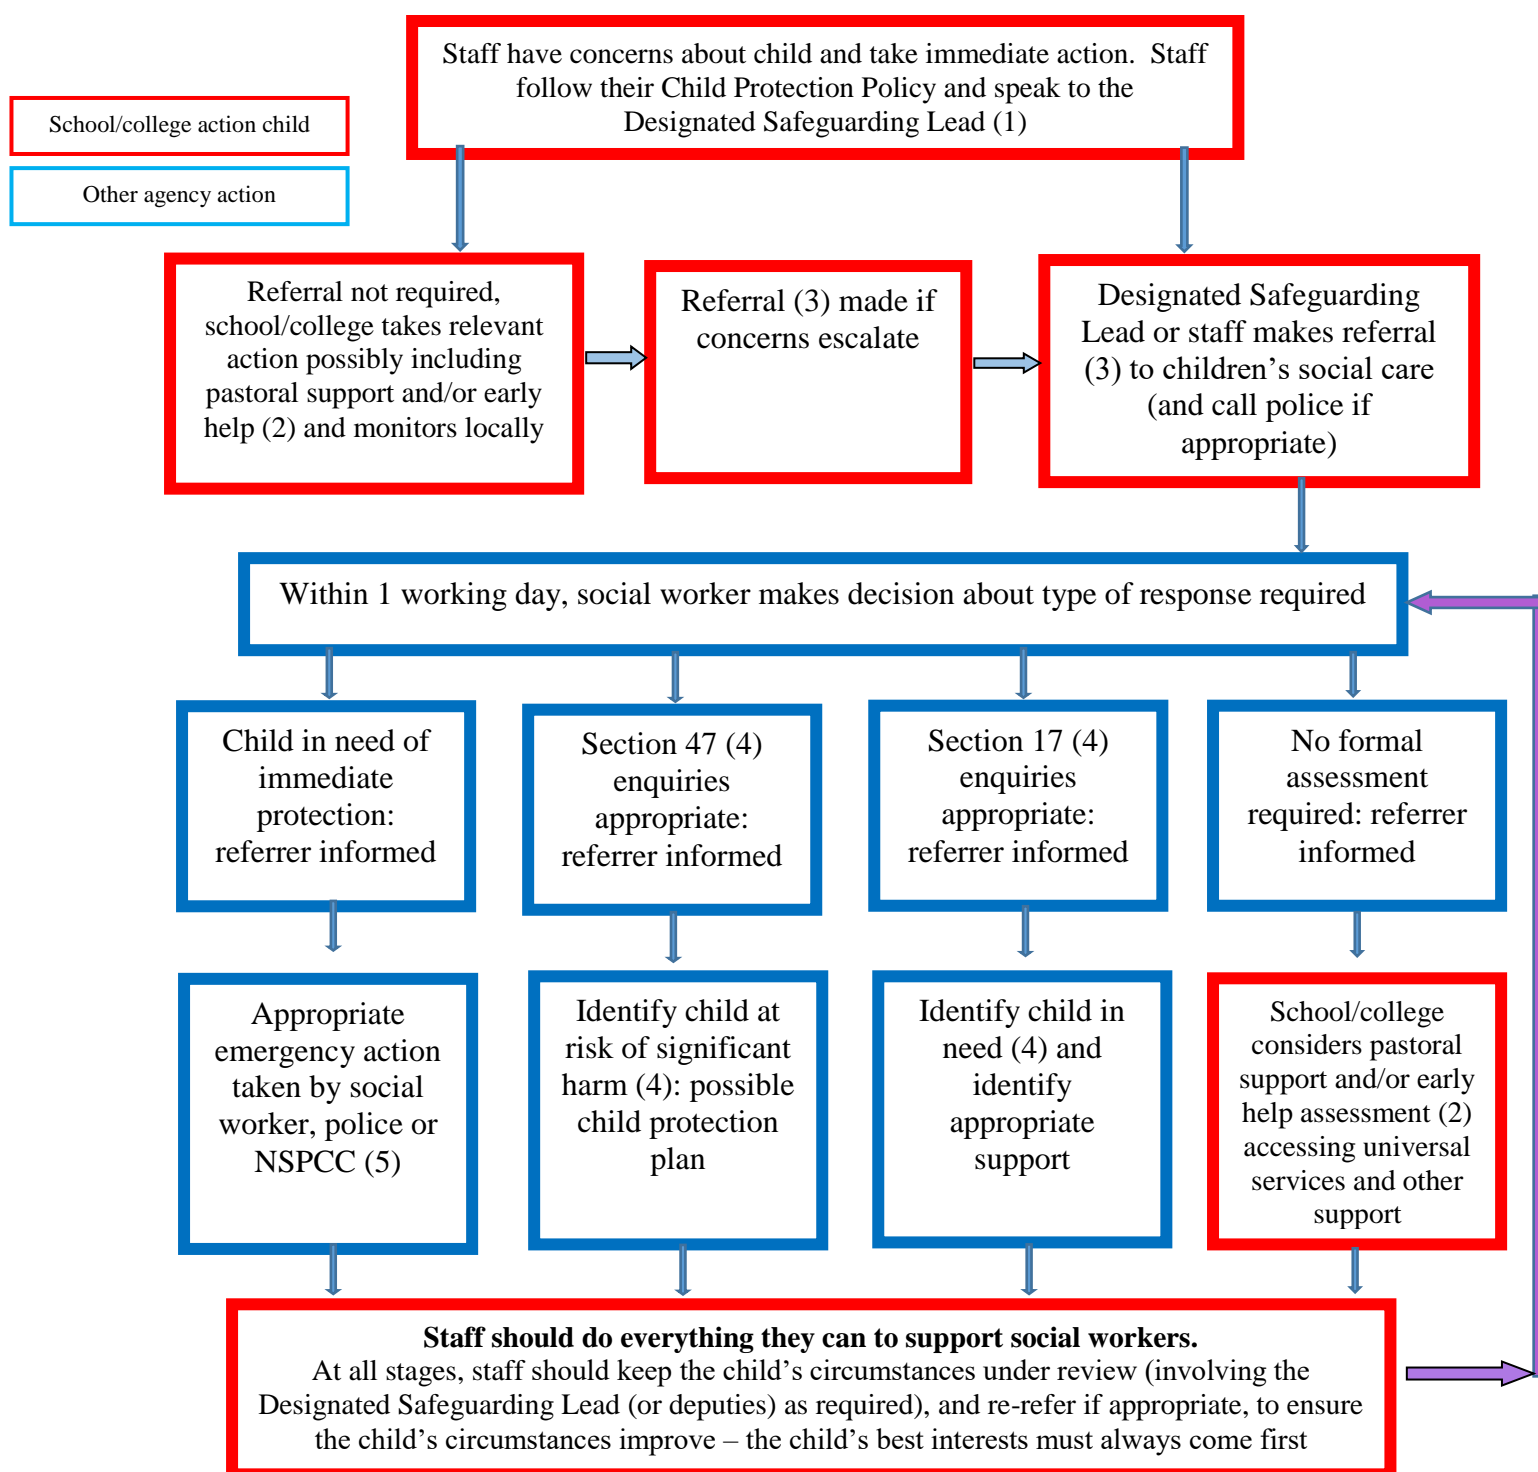 Staff have concerns about child and take immediate action.  Staff
follow their Child Protection Policy and speak to the
Designated Safeguarding Lead (1)
School/college action child
Other agency action
Referral not required,
school/college takes relevant
action possibly including
pastoral support and/or early
help (2) and monitors locally
Referral (3) made if
concerns escalate
Designated Safeguarding
Lead or staff makes referral
(3) to children’s social care
(and call police if
appropriate)
Within 1 working day, social worker makes decision about type of response required
Child in need of
immediate
protection:
referrer informed
Section 47 (4)
enquiries
appropriate:
referrer informed
Section 17 (4)
enquiries
appropriate:
referrer informed
No formal
assessment
required: referrer
informed
Appropriate
emergency action
taken by social
worker, police or
NSPCC (5)
Identify child at
risk of significant
harm (4): possible
child protection
plan
Identify child in
need (4) and
identify
appropriate
support
School/college
considers pastoral
support and/or early
help assessment (2)
accessing universal
services and other
support
Staff should do everything they can to support social workers.
At all stages, staff should keep the child’s circumstances under review (involving the
Designated Safeguarding Lead (or deputies) as required), and re-refer if appropriate, to ensure
the child’s circumstances improve – the child’s best interests must always come first